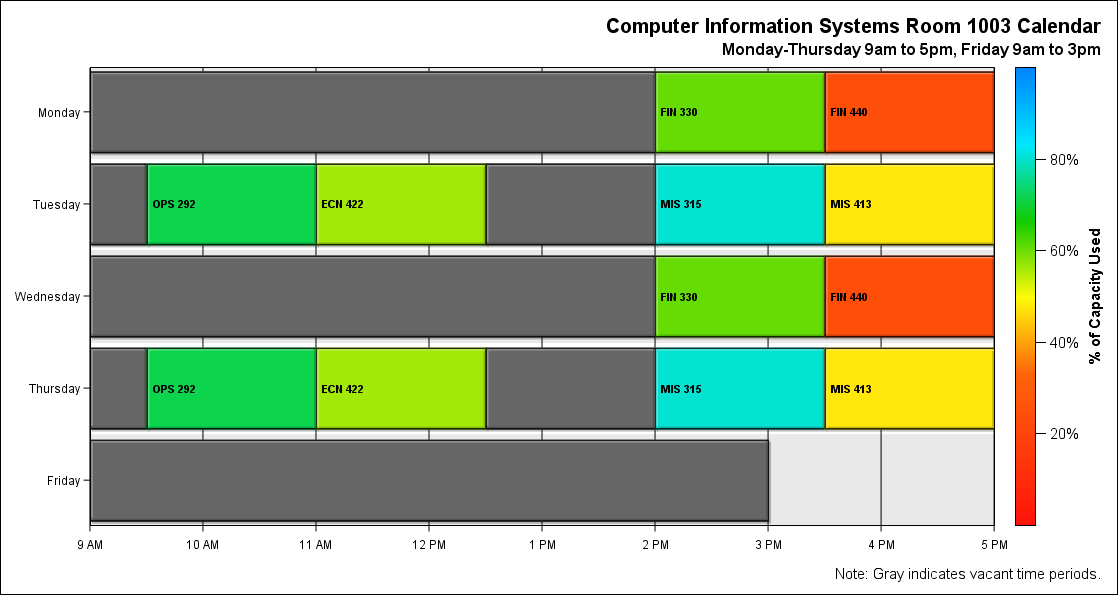 Computer Information Systems Room 1003 Calendar
Monday-Thursday 9am to 5pm, Friday 9am to 3pm
Monday
FIN 330
FIN 440
Tuesday
OPS 292
ECN 422
MIS 315
MIS 413
Wednesday
FIN 330
FIN 440
Thursday
OPS 292
ECN 422
MIS 315
MIS 413
Friday
9 AM
10 AM
11 AM
12 PM
1 PM
2 PM
3 PM
4 PM
5 PM
80%
60%
40%
20%
% of Capacity Used
Note: Gray indicates vacant time periods.